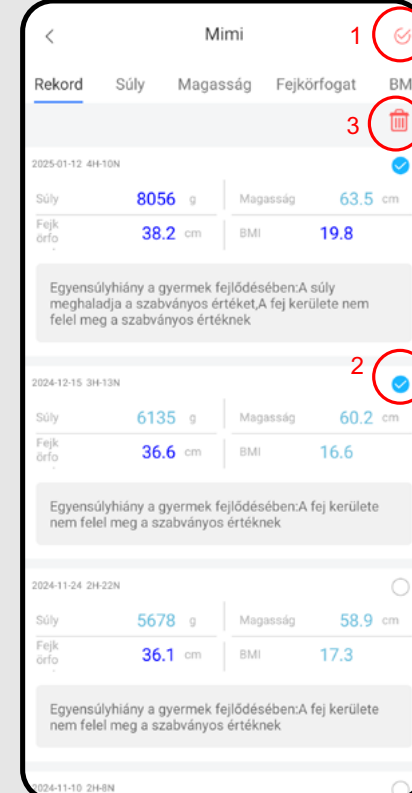 Mimi
1
Rekord Súly Magasság Fejkörfogat BM
3
2025-01-12 4H-10N
Súly 8056 g Magasság 63.5 cm
Fejk
örfo 38.2 cm BMI 19.8
Egyensúlyhiány a gyermek fejlődésében:A súly
meghaladja a szabványos értéket,A fej kerülete nem
felel meg a szabványos értéknek
2
2024-12-15 3H-13N
Súly 6135 g Magasság 60.2 cm
Fejk
örfo 36.6 cm BMI 16.6
Egyensúlyhiány a gyermek fejlődésében:A fej kerülete
nem felel meg a szabványos értéknek
2024-11-24 2H-22N
Súly 5678 g Magasság 58.9 cm
Fejk
örfo 36.1 cm BMI 17.3
Egyensúlyhiány a gyermek fejlődésében:A fej kerülete
nem felel meg a szabványos értéknek
2024-11-10 2H-8N